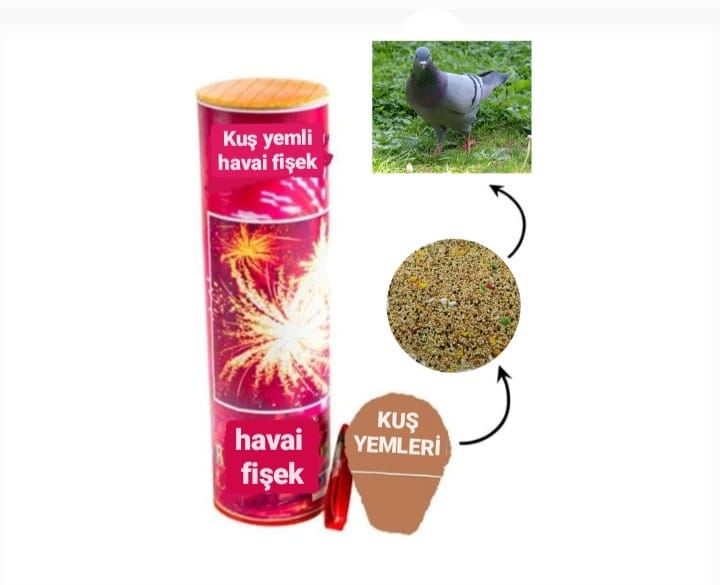 Kuş yemli
havai fişek
havai
fişek
KUŞ
YEMLERİ